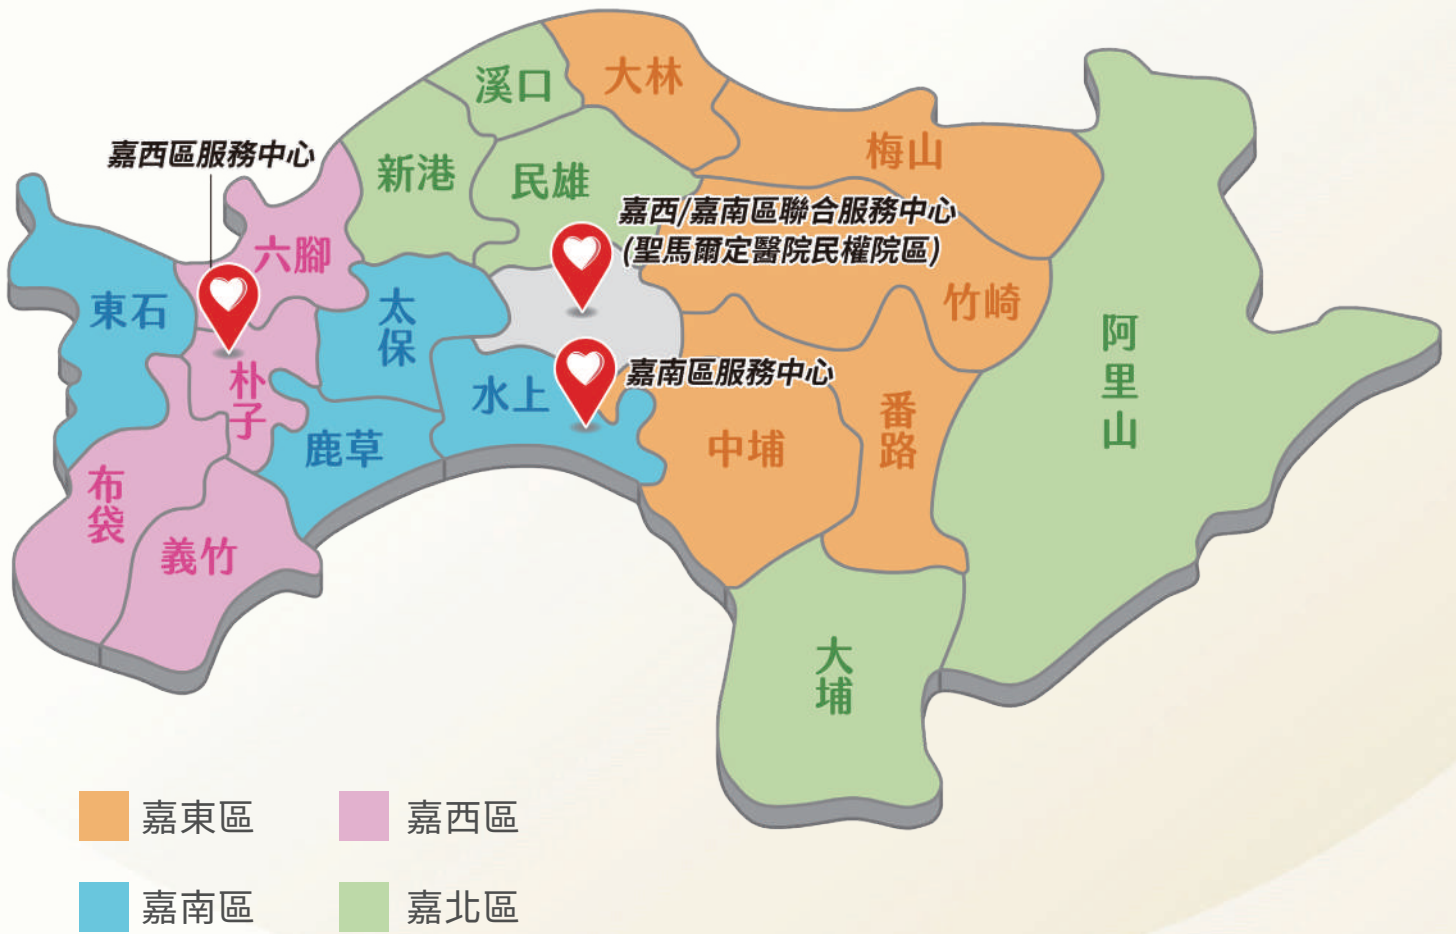 溪口
大林
嘉西區服務中心
新港
民雄
梅山
嘉西/嘉南區聯合服務中心
(聖馬爾定醫院民權院區)
六腳
東石
太保
竹崎
阿里山
朴子
水上
嘉南區服務中心
鹿草
中埔
番路
布袋
義竹
大埔
嘉東區
嘉西區
嘉南區
嘉北區